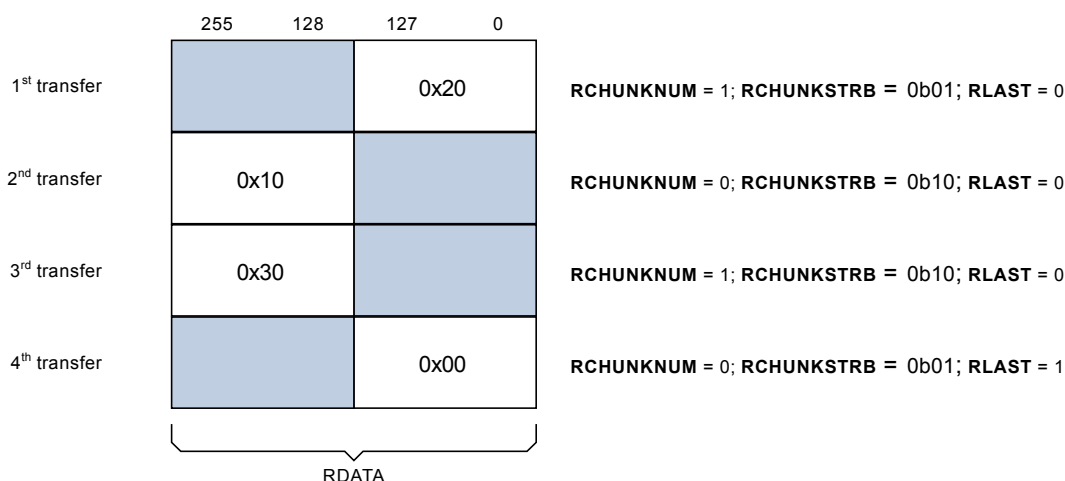 255 128 127 0
1st transfer 0x20 RCHUNKNUM = 1; RCHUNKSTRB = 0b01; RLAST = 0
2nd transfer 0x10 RCHUNKNUM = 0; RCHUNKSTRB = 0b10; RLAST = 0
3rd transfer 0x30 RCHUNKNUM = 1; RCHUNKSTRB = 0b10; RLAST = 0
4th transfer 0x00 RCHUNKNUM = 0; RCHUNKSTRB = 0b01; RLAST = 1
RDATA